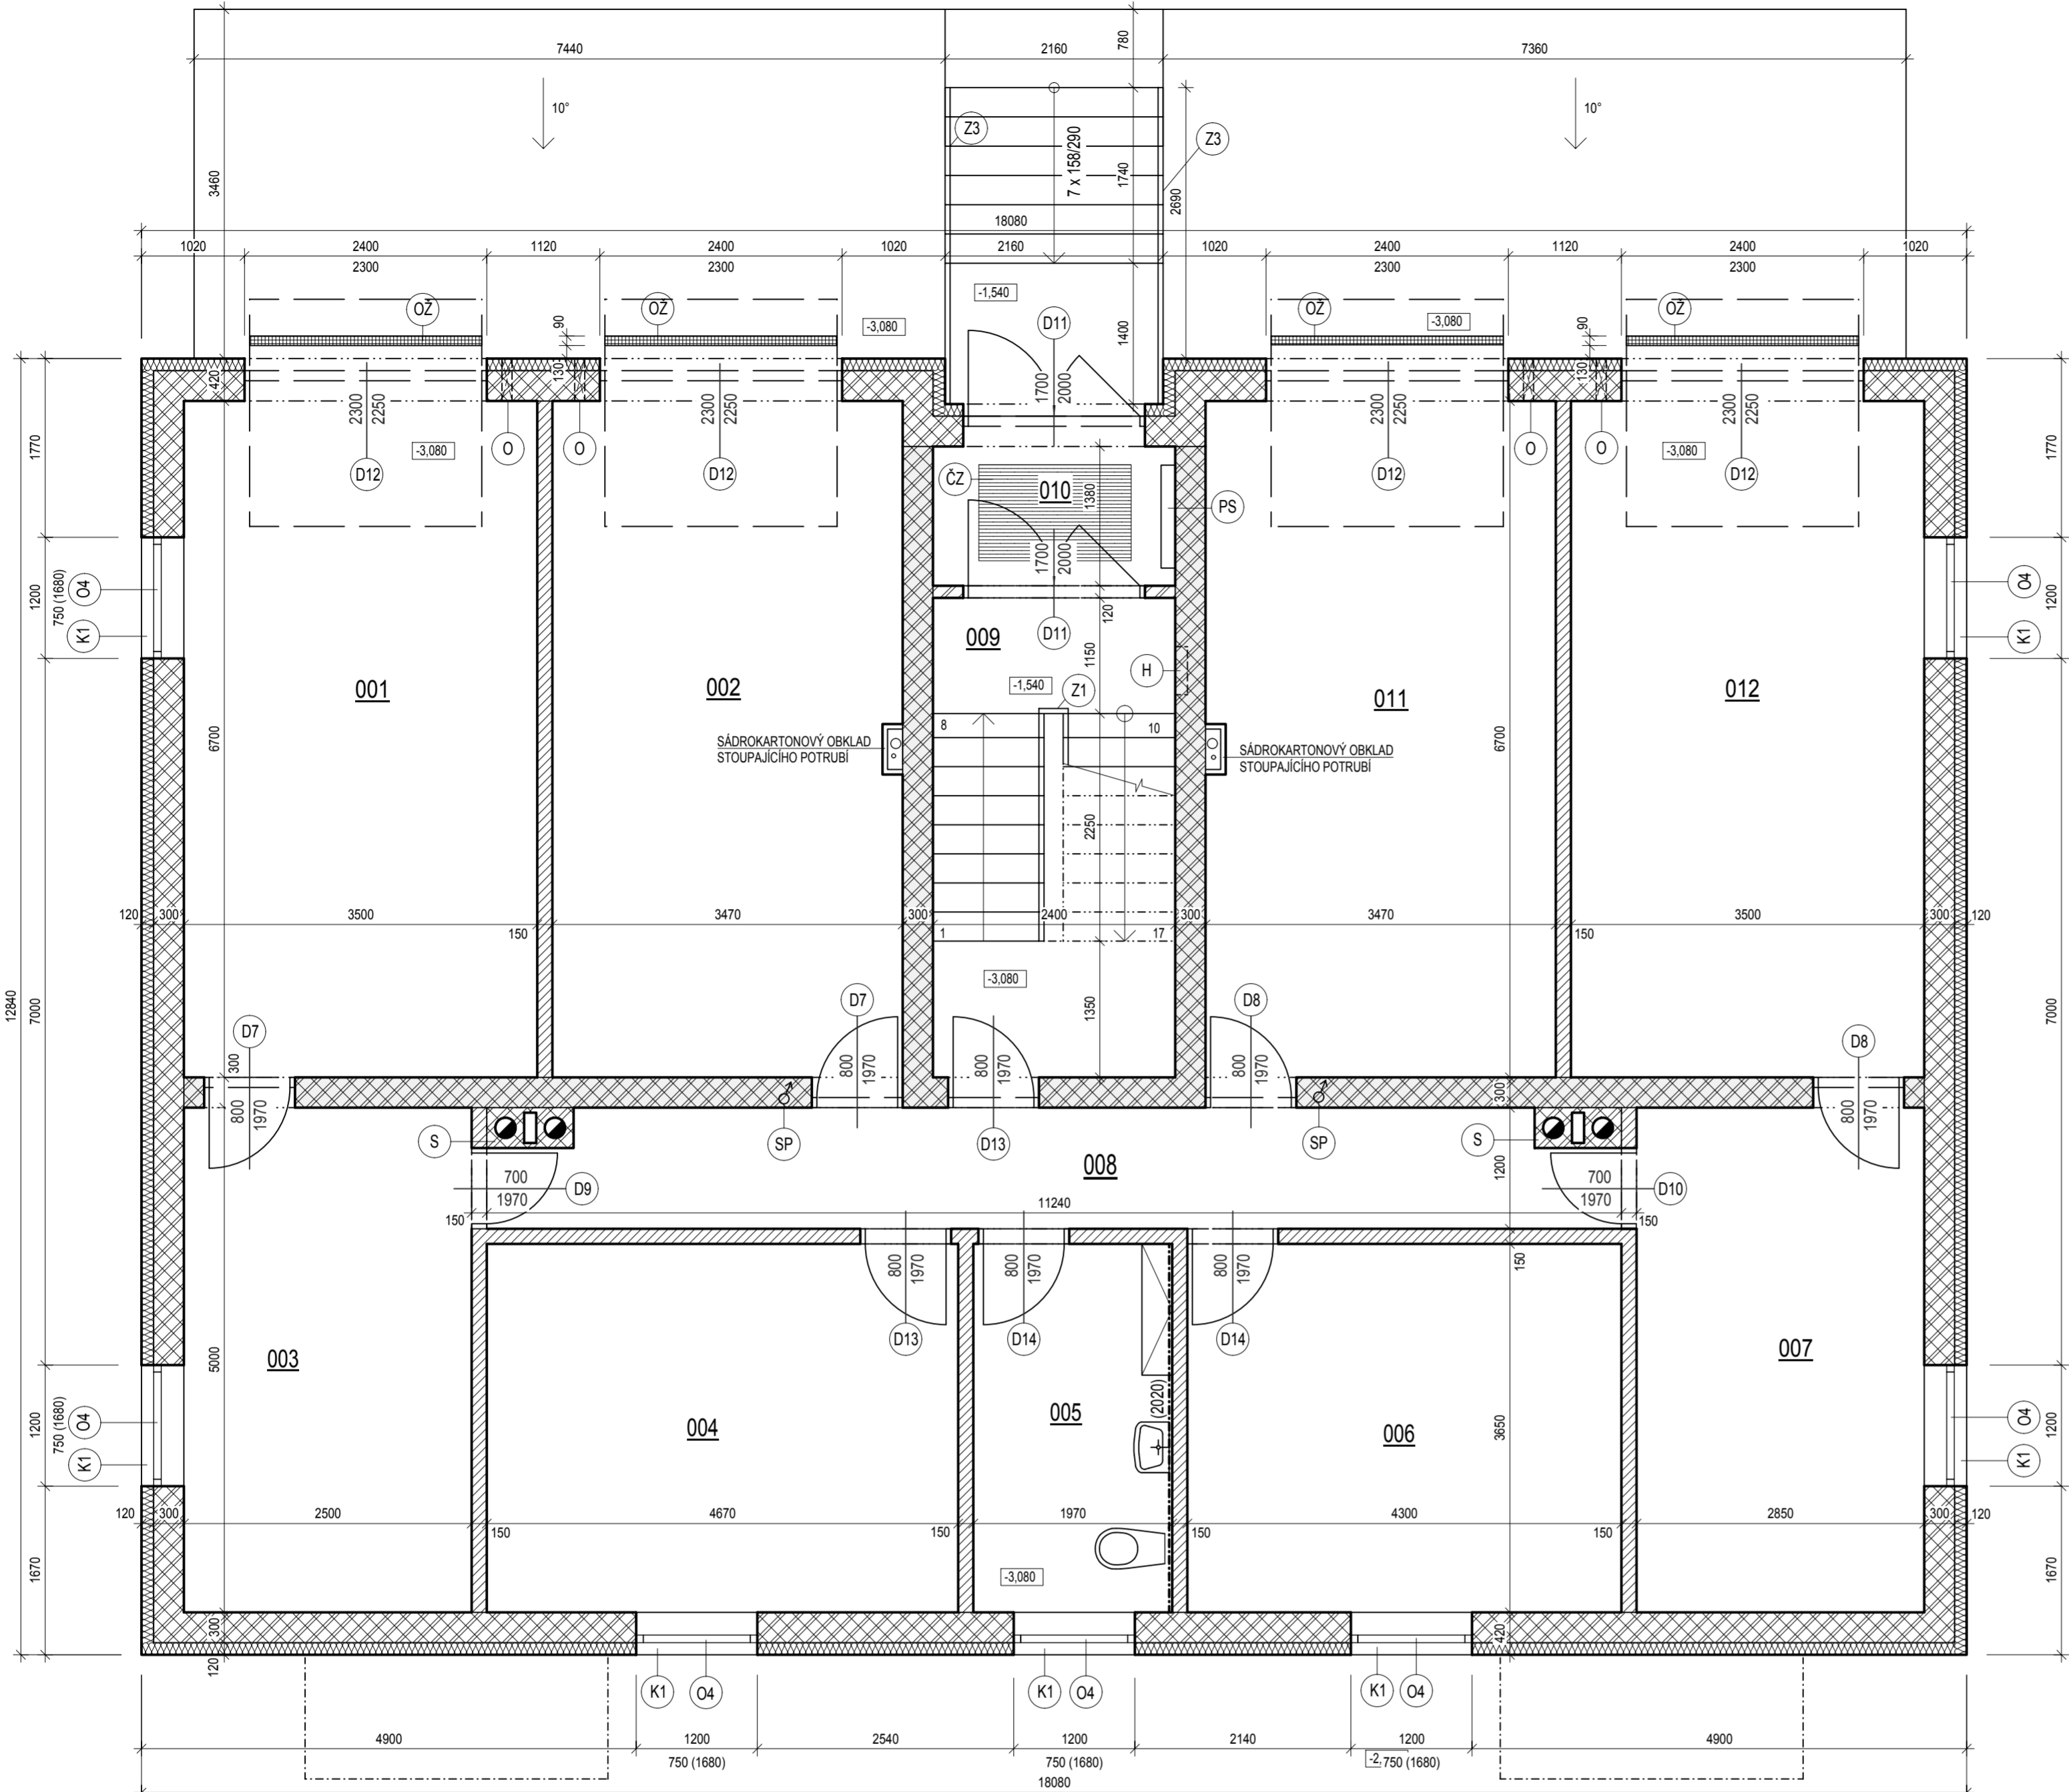 7440
2160
7360
780
10°
10°
Z3
Z3
7 x 158/290
1740
2690
3460
18080
1020
2400
1120
2400
1020
2160
1020
2400
1120
2400
1020
2300
2300
2300
2300
-1,540
OŽ
OŽ
OŽ
OŽ
-3,080
-3,080
90
90
D11
1400
130
130
420
1700
2000
2300
2250
2300
2250
2300
2250
2300
2250
-3,080
-3,080
O
O
O
O
D12
D12
D12
D12
1770
1770
ČZ
010
1380
PS
1700
2000
O4
K1
1200
750 (1680)
O4
K1
1200
120
009
D11
1150
H
-1,540
Z1
001
002
011
012
8
10
SÁDROKARTONOVÝ OBKLAD
STOUPAJÍCÍHO POTRUBÍ
SÁDROKARTONOVÝ OBKLAD
STOUPAJÍCÍHO POTRUBÍ
6700
6700
2250
120
300
3500
150
3470
300
2400
300
3470
150
3500
300
120
1
17
12840
7000
7000
-3,080
1350
D7
D7
D8
D8
300
800
1970
800
1970
800
1970
800
1970
800
1970
300
S
SP
D13
SP
S
008
1200
700
1970
D9
700
1970
D10
11240
150
150
800
1970
800
1970
800
1970
150
D13
D14
D14
003
007
5000
004
005
(2020)
006
3650
1200
750 (1680)
O4
K1
O4
K1
1200
120
300
2500
150
4670
150
1970
150
4300
150
2850
300
120
1670
1670
-3,080
300
120
420
K1
O4
K1
O4
K1
O4
4900
1200
2540
1200
2140
1200
4900
750 (1680)
750 (1680)
-2,
750 (1680)
18080